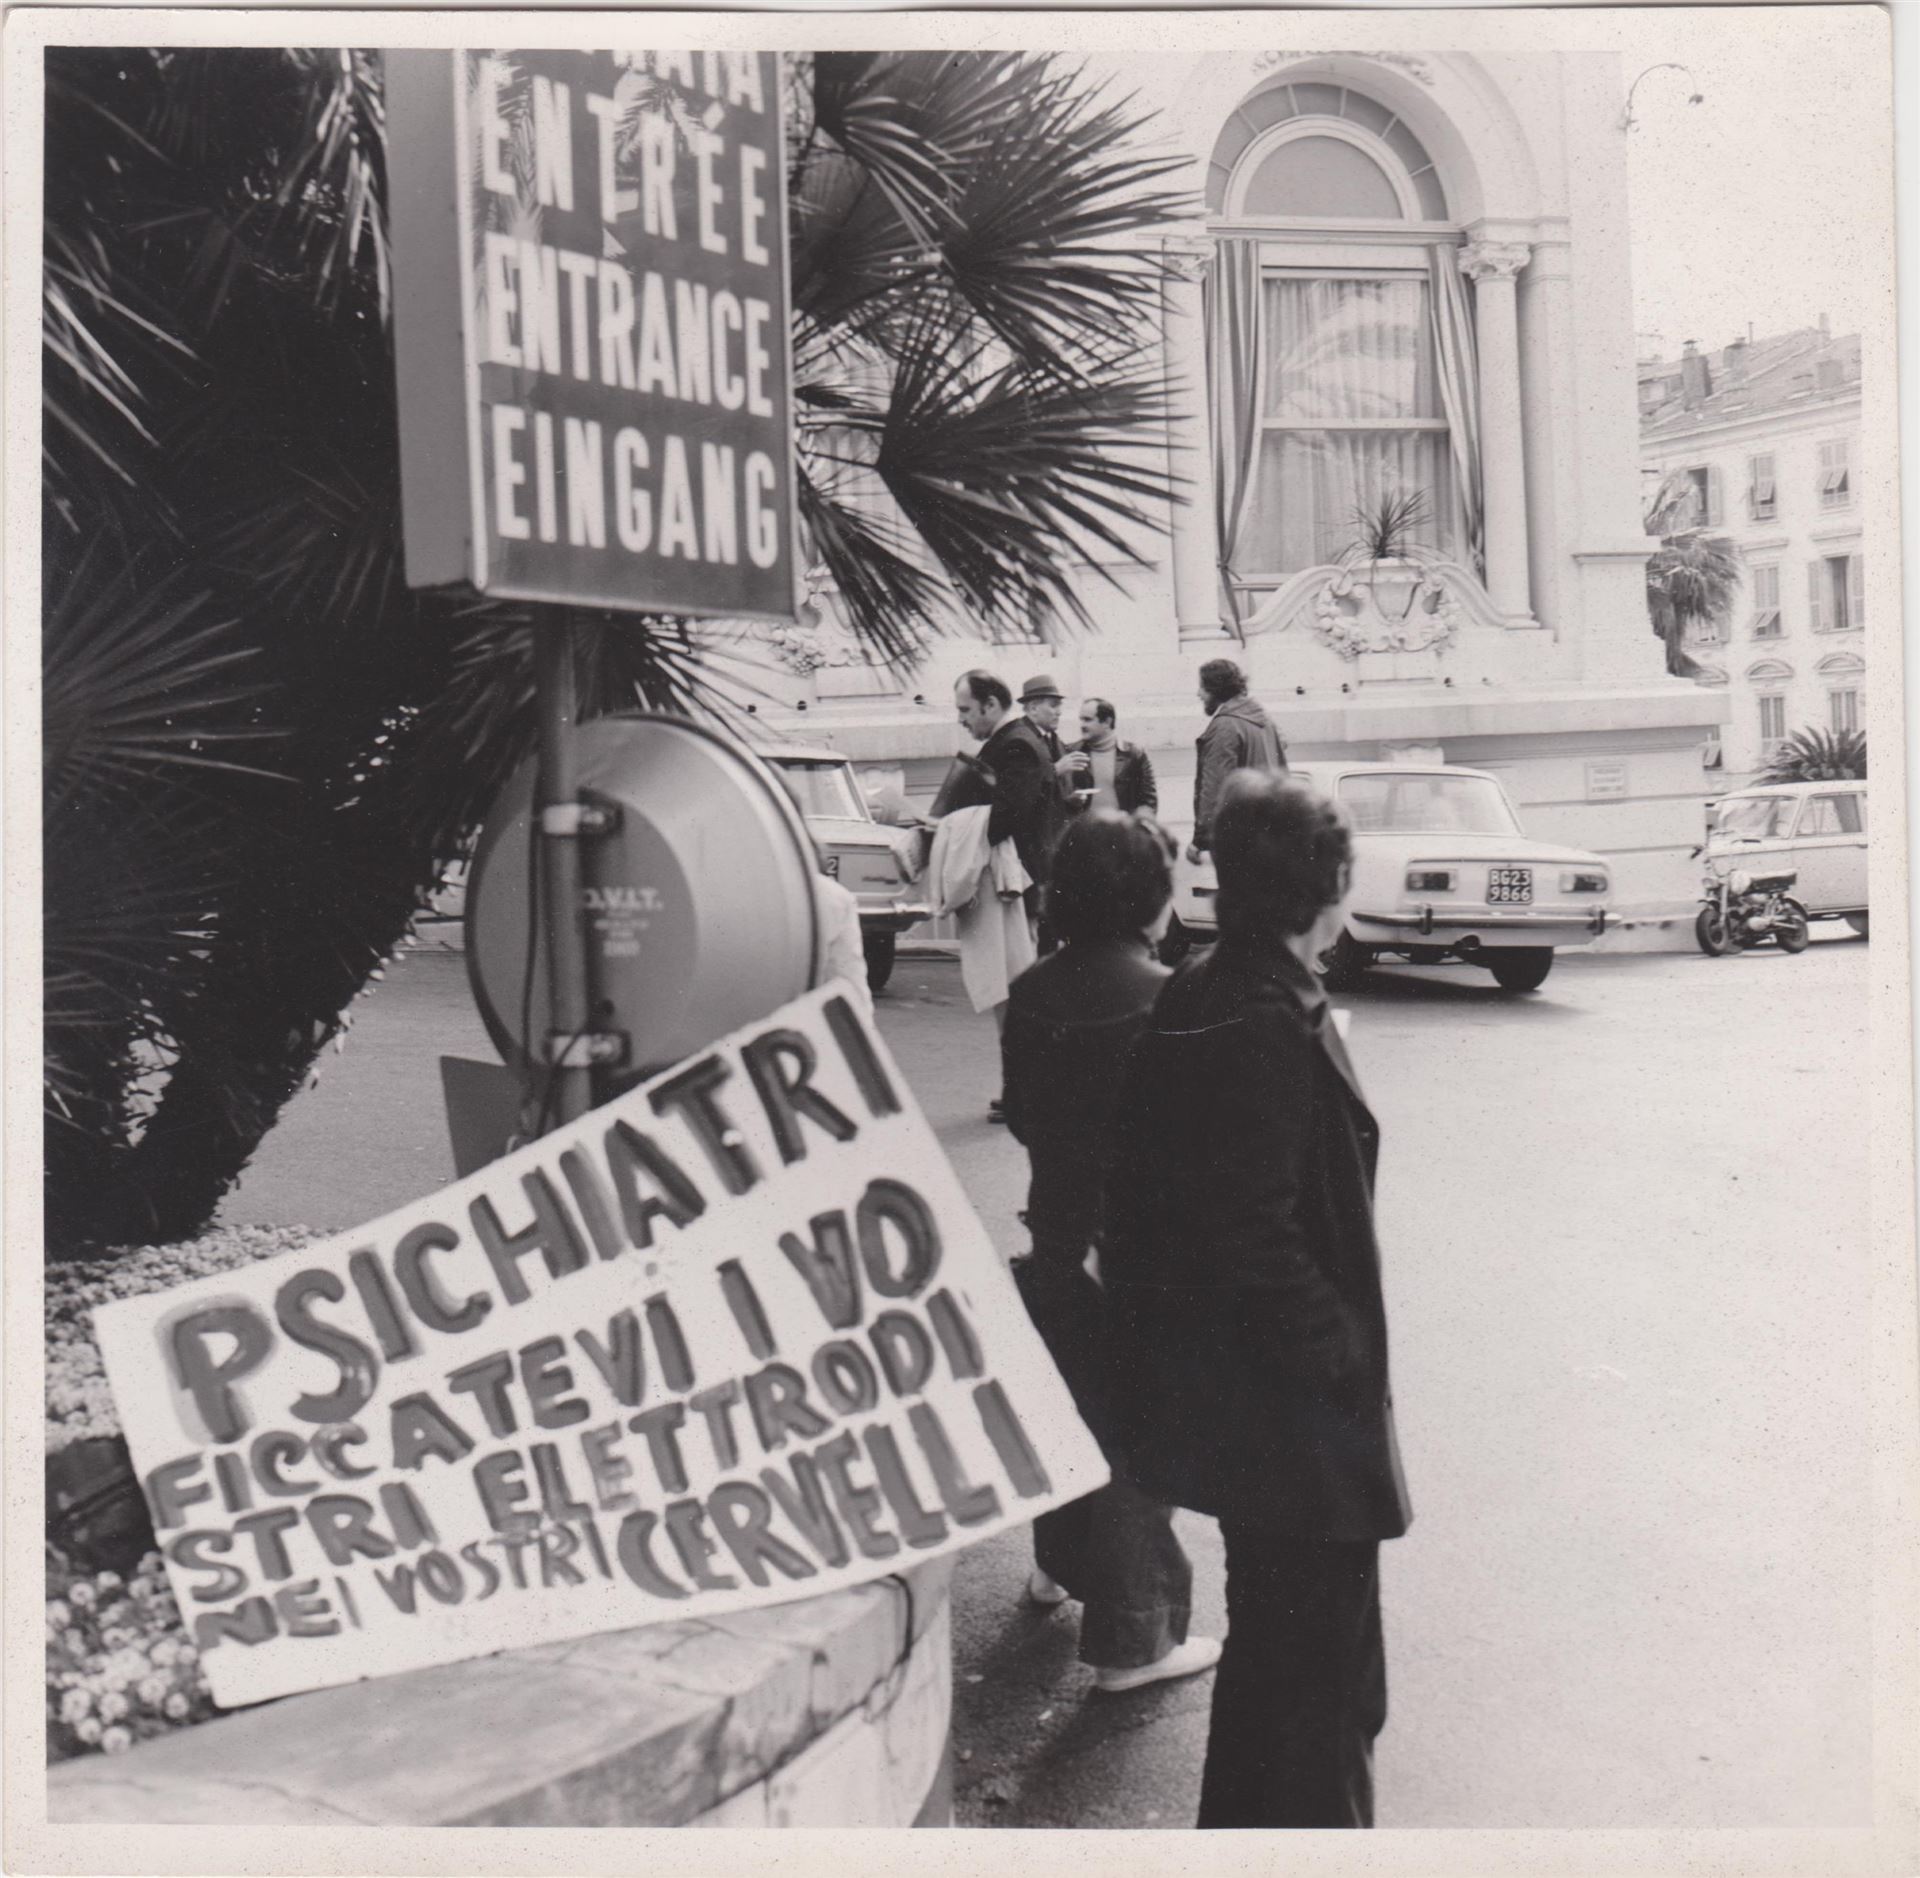 ENTRÉE
ENTRANCE
EINGANG
BG23
9866
PSICHIATRI
FICCATEVI I VO
STRI ELETTRODI
NEI VOSTRI CERVELLI